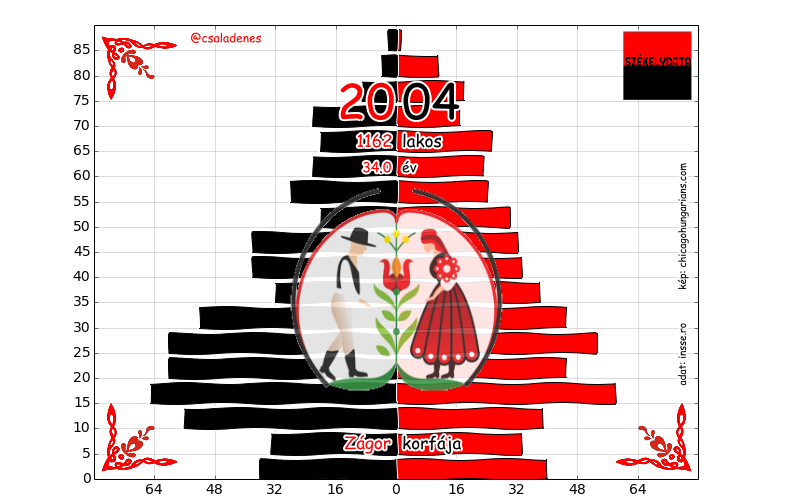 @csaladenes
SZÉKELYDATA
2004
1162 lakos
34.0 év
kép: chicagohungarians.com
adat: insse.ro
Zágor korfája
85
80
75
70
65
60
55
50
45
40
35
30
25
20
15
10
5
0
64 48 32 16 0 16 32 48 64